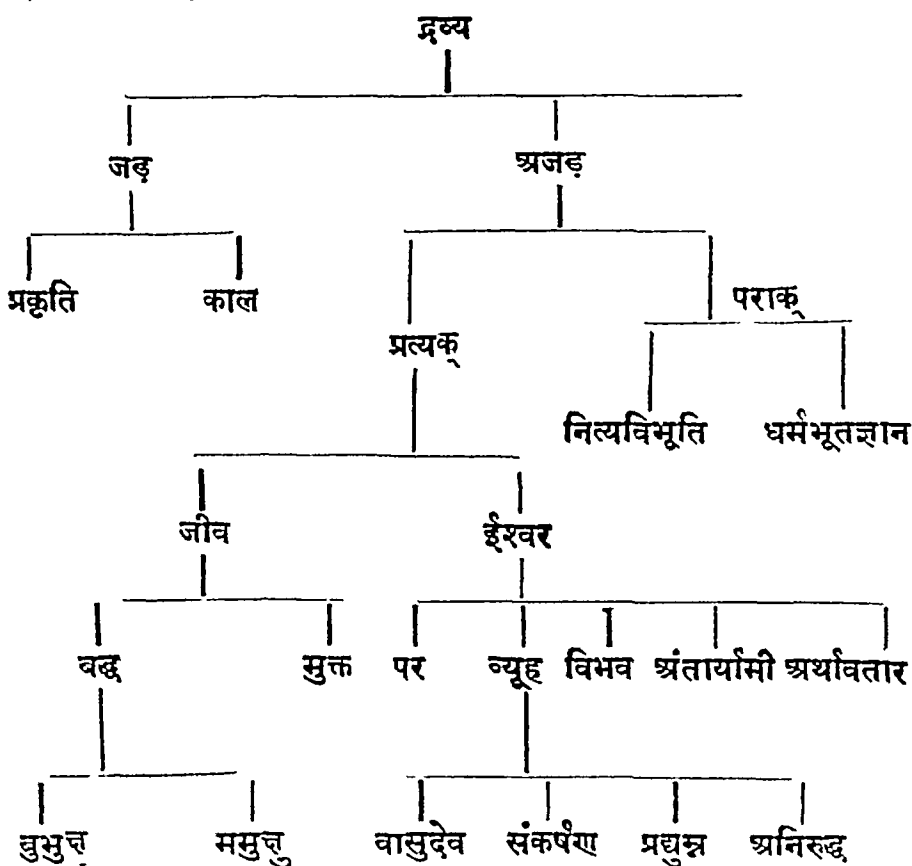 द्रव्य
जड़ अजड़
प्रकृति काल पराक्
प्रत्यक्
नित्यविभूति धर्मभूतज्ञान
जीव ईश्वर
बद्ध मुक्त पर व्यूह विभव अंतार्यामी अर्थावतार
बुभुक्षु ममुक्षु वासुदेव संकर्षण प्रद्युम्न अनिरुद्ध